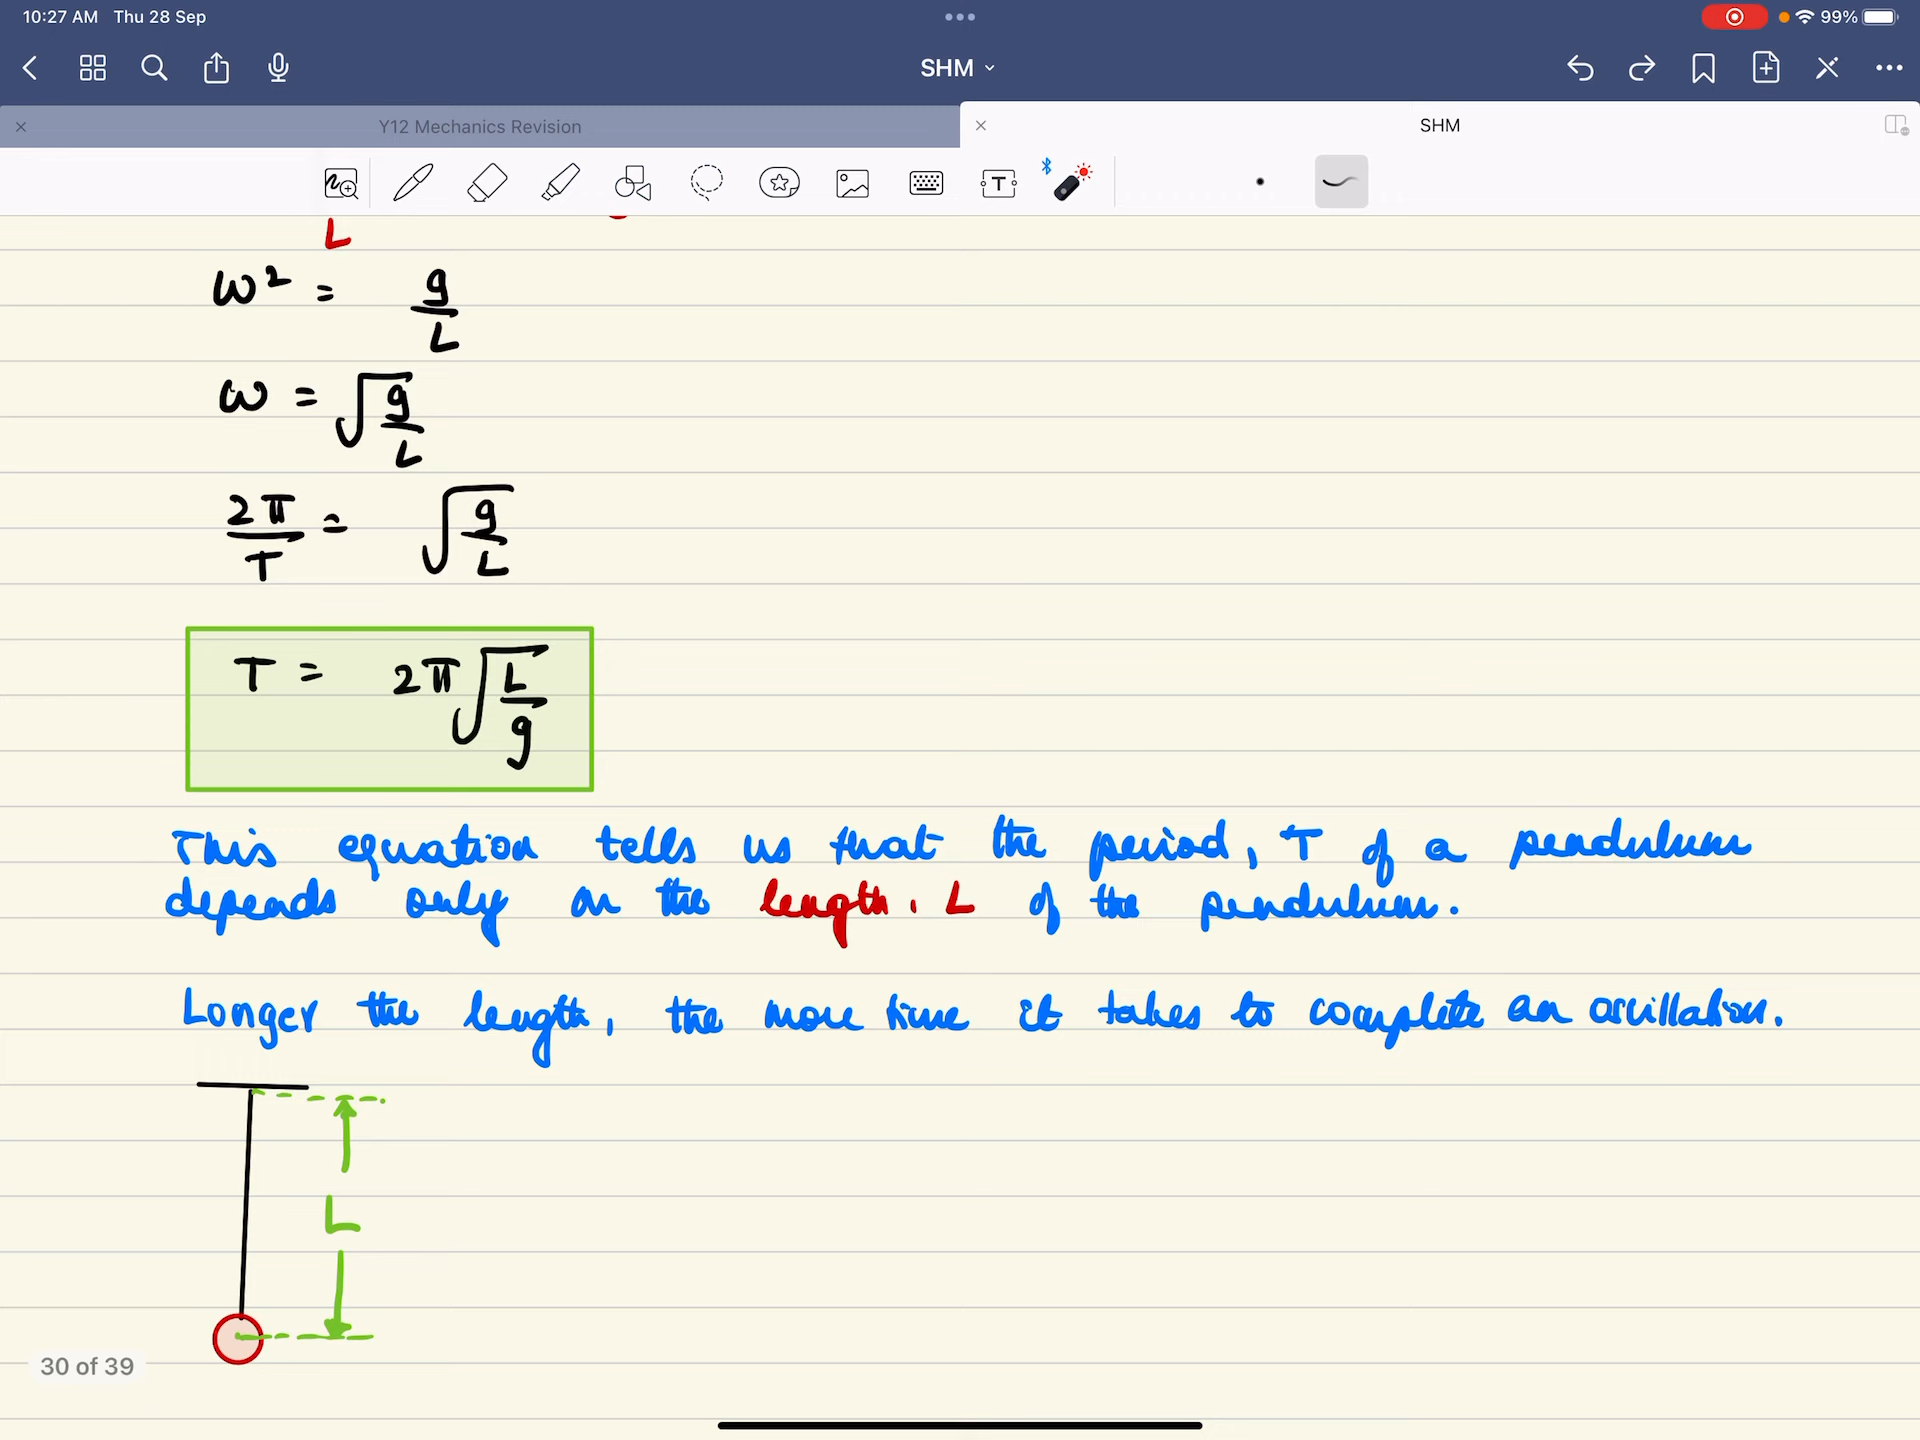 10:27 AM Thu 28 Sep
99%
SHM
Y12 Mechanics Revision
SHM
L
ω² = g/L
ω = √(g/L)
2π/T = √(g/L)
T = 2π√(L/g)
This equation tells us that the period, T of a pendulum
depends only on the length, L of the pendulum.
Longer the length, the more time it takes to complete an oscillation.
L
30 of 39